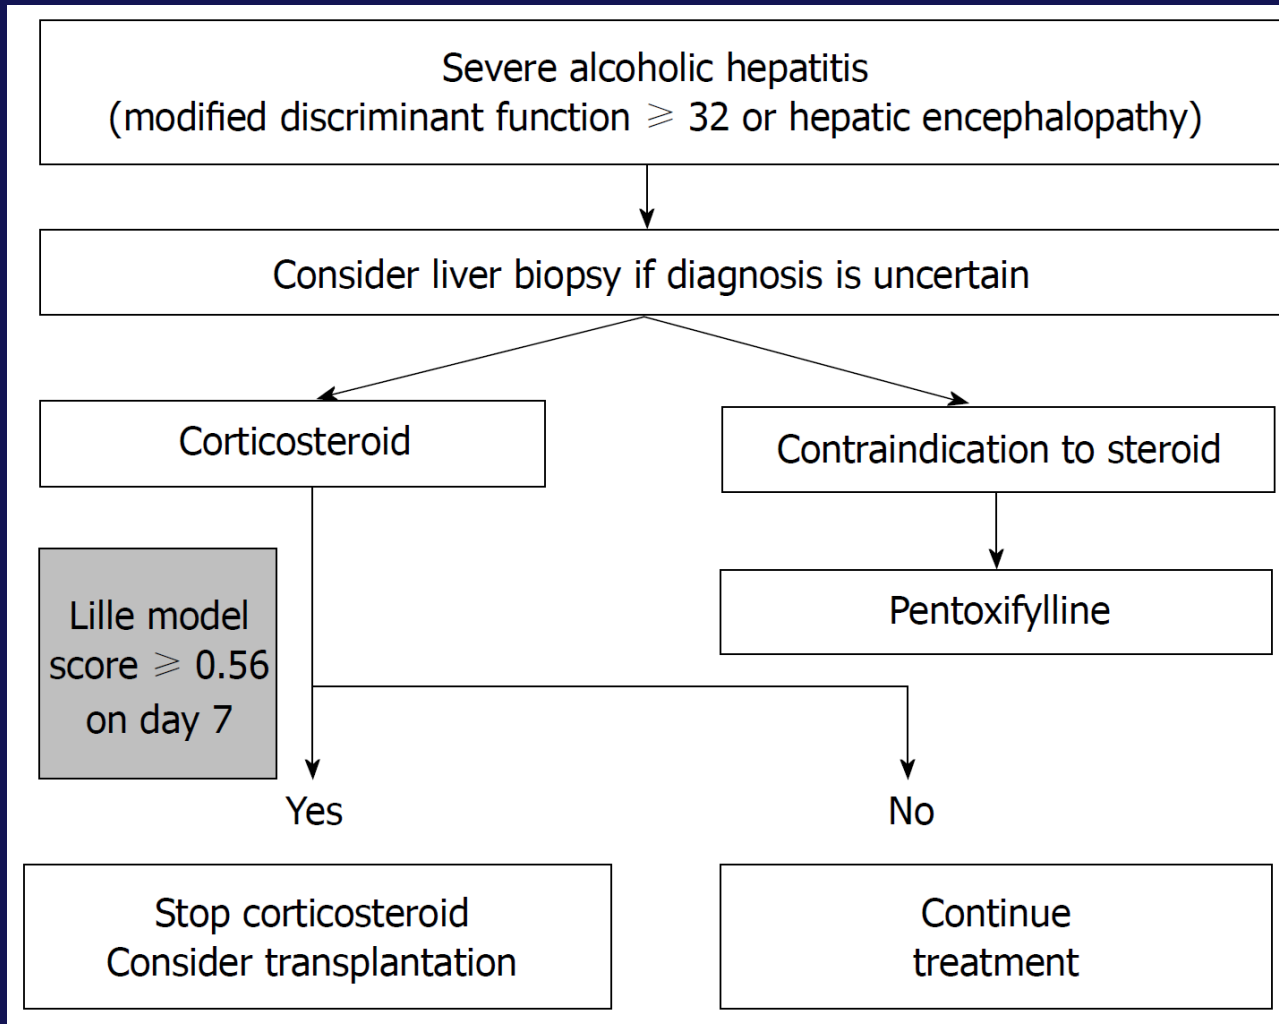 Severe alcoholic hepatitis
(modified discriminant function ⩾ 32 or hepatic encephalopathy)
Consider liver biopsy if diagnosis is uncertain
Corticosteroid
Contraindication to steroid
Pentoxifylline
Lille model
score ⩾ 0.56
on day 7
Yes
No
Stop corticosteroid
Consider transplantation
Continue
treatment